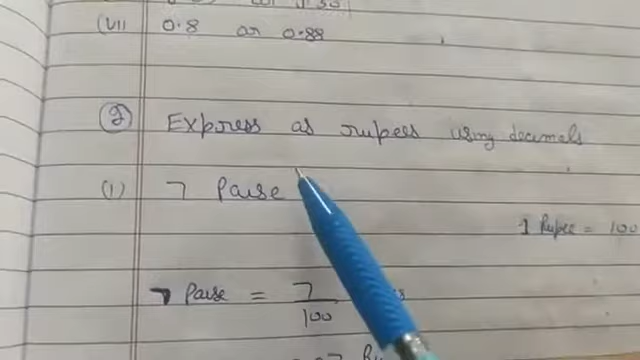 (VII) 0.8 or 0.88
(2) Express as rupees using decimals
(I) 7 Paise
1 Rupee = 100
7 Paise = 7
100